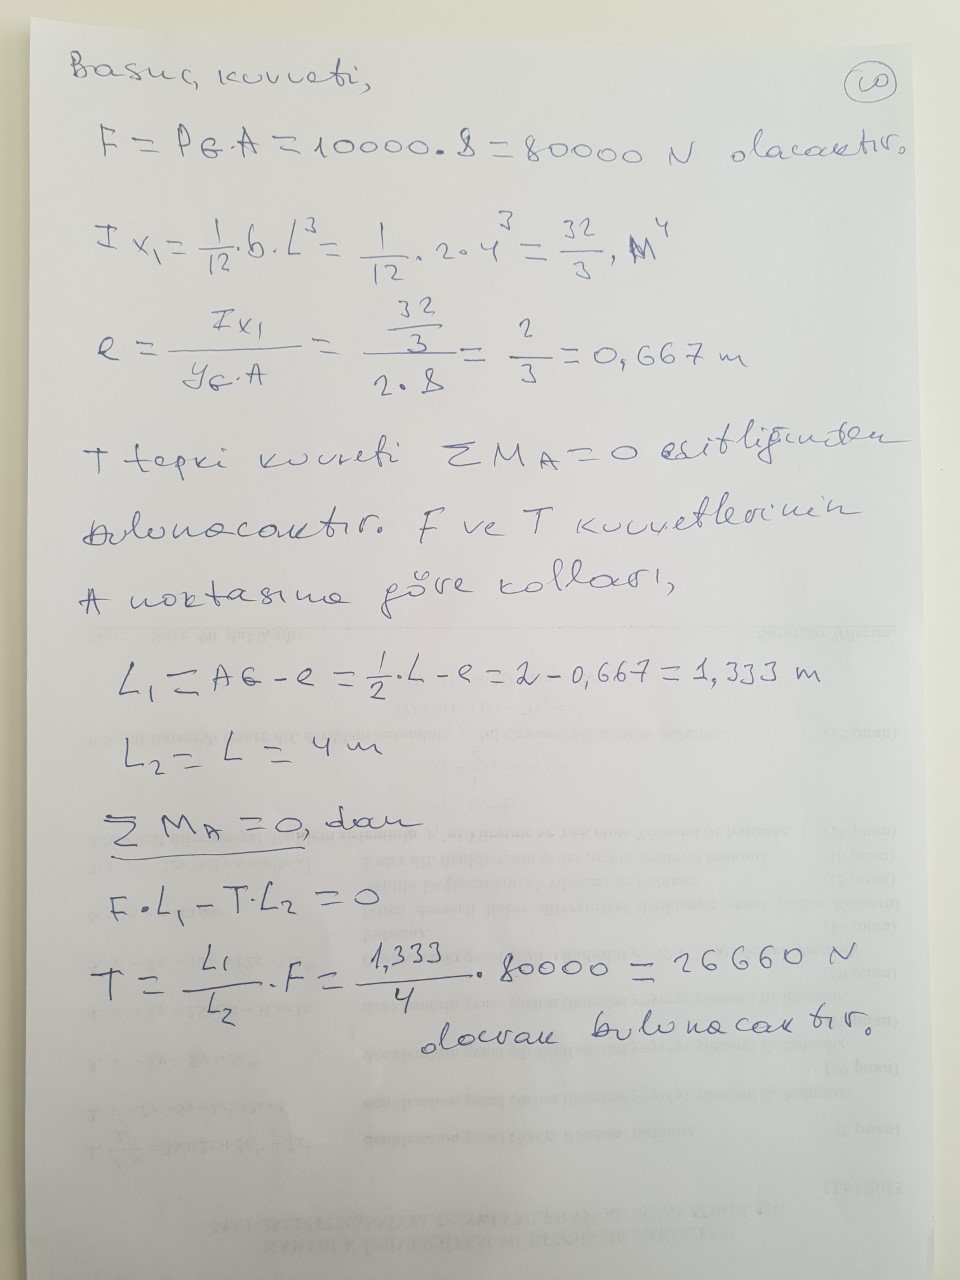 Basınç kuvveti,
10
F = PG.A = 10000.8 = 80000 N olacaktır.
I x₁ = 1/12 . b . L³ = 1/12 . 2.4³ = 32/3, M⁴
e = Ix₁ / yG.A = (32/3) / 2.8 = 2/3 = 0,667 m
T tepki kuvveti ΣMA = 0 eşitliğinden
bulunacaktır. F ve T kuvvetlerinin
A noktasına göre kolları,
L₁ = AG - e = 1/2 . L - e = 2 - 0,667 = 1,333 m
L₂ = L = 4 m
Σ MA = 0, dan
F.L₁ - T.L₂ = 0
T = L₁/L₂ . F = 1,333/4 . 80000 = 26660 N
olarak bulunacaktır.